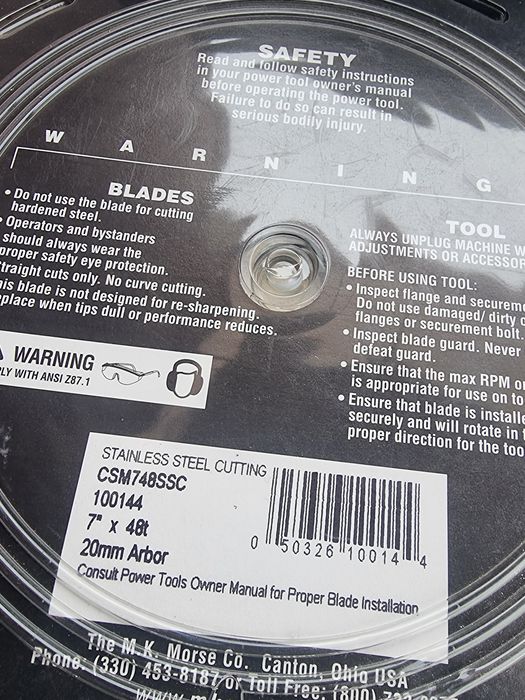 SAFETY
Read and follow safety instructions
in your power tool owner's manual
before operating the power tool.
Failure to do so can result in
serious bodily injury.
WARNING
BLADES
• Do not use the blade for cutting
hardened steel.
• Operators and bystanders
should always wear the
proper safety eye protection.
traight cuts only. No curve cutting.
his blade is not designed for re-sharpening.
place when tips dull or performance reduces.
TOOL
ALWAYS UNPLUG MACHINE W
ADJUSTMENTS OR ACCESSOR
BEFORE USING TOOL:
• Inspect flange and securem
Do not use damaged/ dirty o
flanges or securement bolt.
• Inspect blade guard. Never
defeat guard.
• Ensure that the max RPM o
is appropriate for use on to
• Ensure that blade is installe
securely and will rotate in t
proper direction for the too
WARNING
PLY WITH ANSI Z87.1
STAINLESS STEEL CUTTING
CSM748SSC
100144
7" x 48t
20mm Arbor
0 50326 10014 4
Consult Power Tools Owner Manual for Proper Blade Installation
The M.K. Morse Co. Canton, Ohio USA
Phone: (330) 453-8187 or Toll Free: (800)